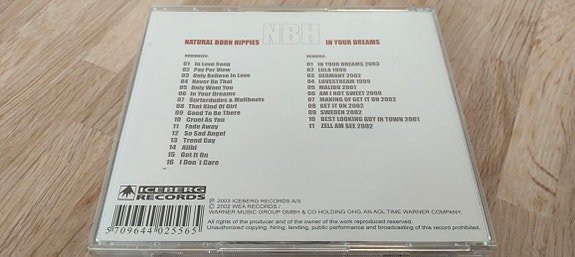 NATURAL BORN HIPPIES NBH IN YOUR DREAMS
01 In Love Song
02 Pay Per View
03 Only Believe In Love
04 Never Do That
05 Only Want You
06 In Your Dreams
07 Surferdudes & Mallbeets
08 That Kind Of Girl
09 Good To Be There
10 Cruel As You
11 Fade Away
12 So Sad Angel
13 Trend Gay
14 Alibi
15 Get It On
16 I Don´t Care
01 IN YOUR DREAMS 2003
02 LOLA 1999
03 GERMANY 2002
04 LOVESTREAM 1999
05 MALIBU 2001
06 AM I NOT SWEET 2000
07 MAKING OF GET IT ON 2002
08 GET IT ON 2002
09 SWEDEN 2002
10 BEST LOOKING GUY IN TOWN 2001
11 ZELL AM SEE 2002
ICEBERG
RECORDS
℗ 2003 ICEBERG RECORDS A/S
© 2002 WEA RECORDS /
WARNER MUSIC GROUP GMBH & CO HOLDING OHG AN AOL TIME WARNER COMPANY.
All rights of the producer and of the owner of the work reproduced reserved.
Unauthorized copying, hiring, lending, public performance and broadcasting of this record prohibited.
5 709644 025565